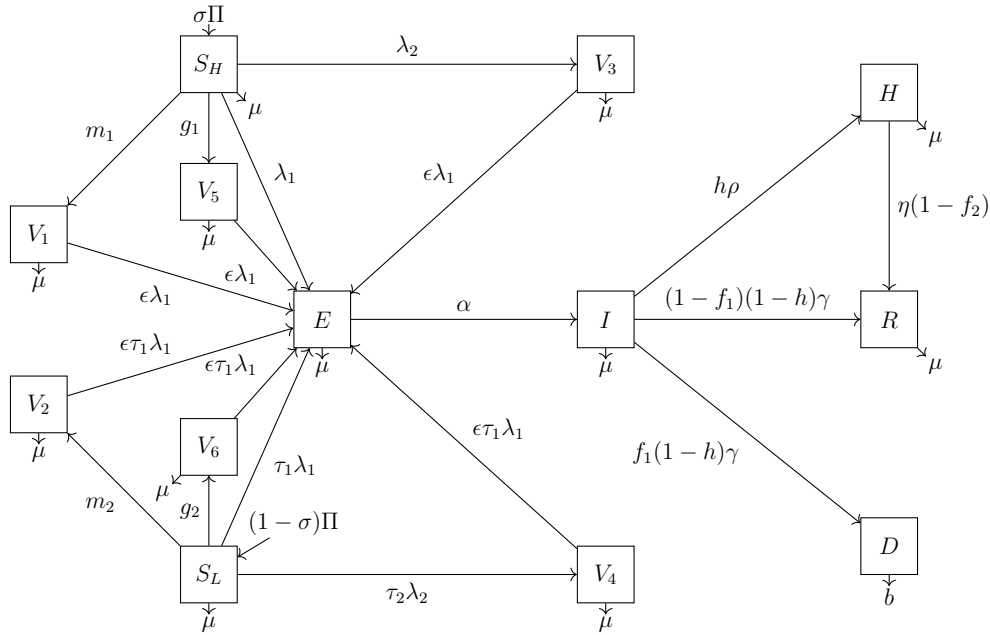 σΠ
S_H
λ_2
V_3
H
μ
m_1
g_1
μ
μ
λ_1
ελ_1
hρ
V_5
η(1 − f_2)
V_1
μ
μ
ελ_1
ελ_1
E
α
I
(1 − f_1)(1 − h)γ
R
ετ_1λ_1
ετ_1λ_1
μ
μ
μ
V_2
V_6
ετ_1λ_1
τ_1λ_1
f_1(1 − h)γ
μ
μ
m_2
g_2
(1 − σ)Π
S_L
τ_2λ_2
V_4
D
μ
μ
b